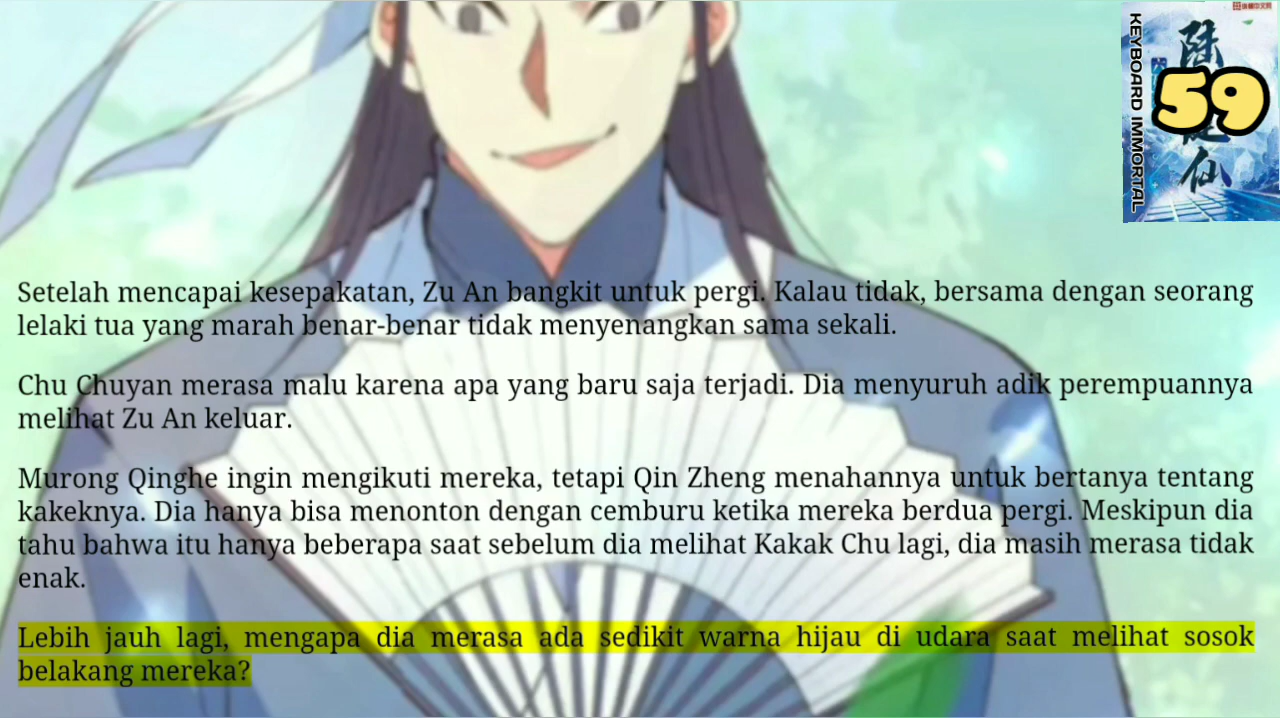 KEYBOARD IMMORTAL
59
仙
Setelah mencapai kesepakatan, Zu An bangkit untuk pergi. Kalau tidak, bersama dengan seorang
lelaki tua yang marah benar-benar tidak menyenangkan sama sekali.
Chu Chuyan merasa malu karena apa yang baru saja terjadi. Dia menyuruh adik perempuannya
melihat Zu An keluar.
Murong Qinghe ingin mengikuti mereka, tetapi Qin Zheng menahannya untuk bertanya tentang
kakeknya. Dia hanya bisa menonton dengan cemburu ketika mereka berdua pergi. Meskipun dia
tahu bahwa itu hanya beberapa saat sebelum dia melihat Kakak Chu lagi, dia masih merasa tidak
enak.
Lebih jauh lagi, mengapa dia merasa ada sedikit warna hijau di udara saat melihat sosok
belakang mereka?